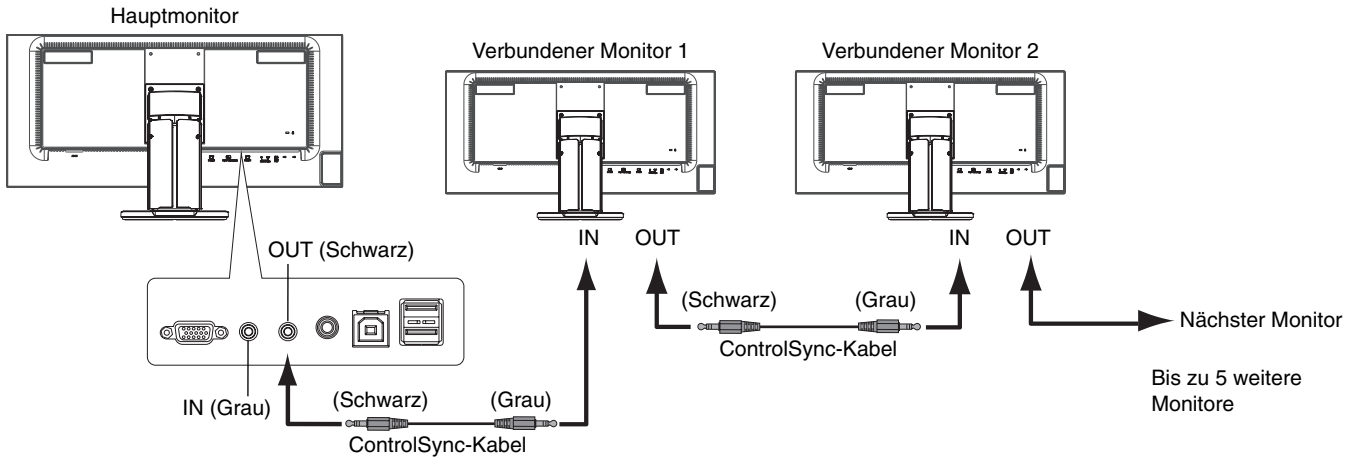 Hauptmonitor
Verbundener Monitor 1
Verbundener Monitor 2
IN
OUT
IN
OUT
OUT (Schwarz)
(Schwarz)
(Grau)
ControlSync-Kabel
Nächster Monitor
Bis zu 5 weitere
Monitore
IN (Grau)
(Schwarz)
(Grau)
ControlSync-Kabel